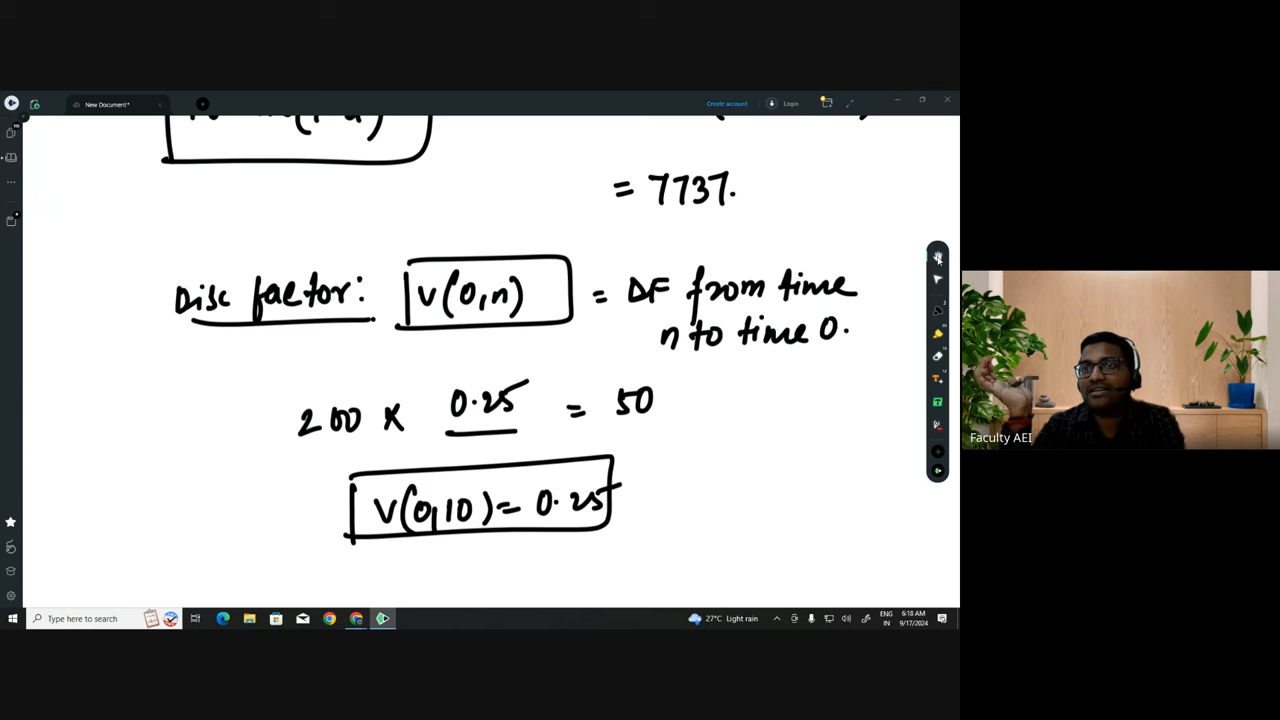 New Document*
Create account
Login
= 7737.
Disc factor: V(0,n) = DF from time
n to time 0.
200 × 0.25 = 50
V(0,10) = 0.25
Faculty AEI
Type here to search
27°C Light rain
ENG
IN
6:18 AM
9/17/2024